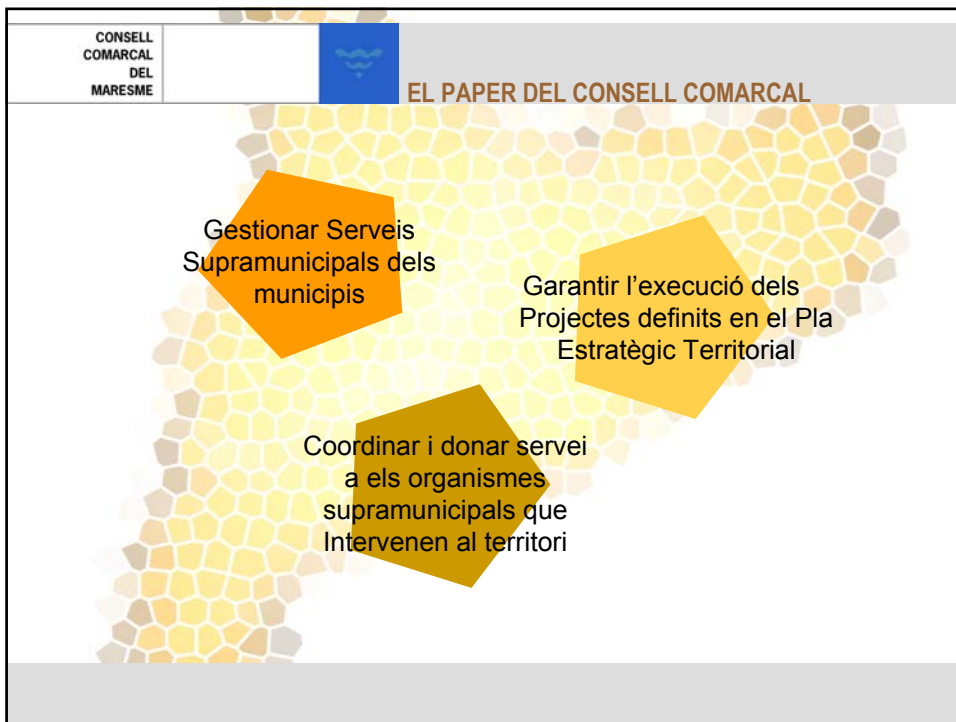 CONSELL
COMARCAL
DEL
MARESME
EL PAPER DEL CONSELL COMARCAL
Gestionar Serveis
Supramunicipals dels
municipis
Garantir l’execució dels
Projectes definits en el Pla
Estratègic Territorial
Coordinar i donar servei
a els organismes
supramunicipals que
Intervenen al territori